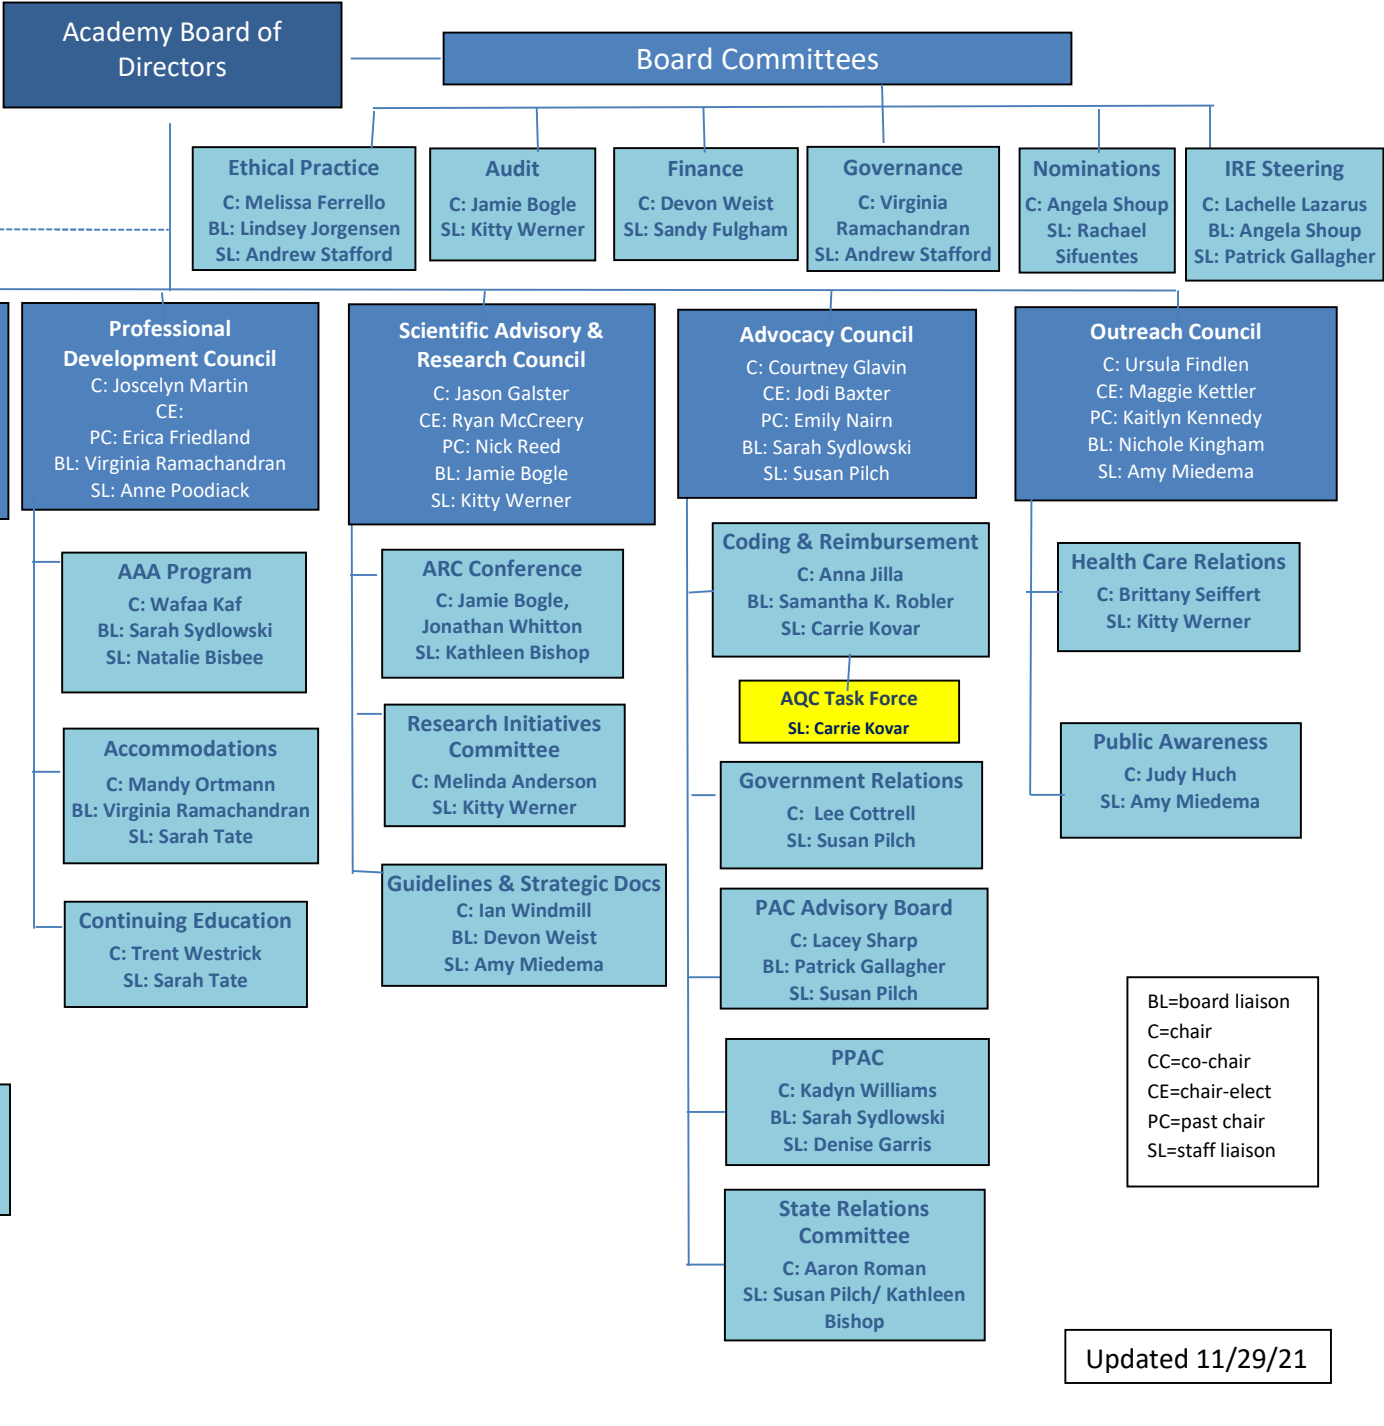 Academy Board of
Directors
Board Committees
Ethical Practice
C: Melissa Ferrello
BL: Lindsey Jorgensen
SL: Andrew Stafford
Audit
C: Jamie Bogle
SL: Kitty Werner
Finance
C: Devon Weist
SL: Sandy Fulgham
Governance
C: Virginia
Ramachandran
SL: Andrew Stafford
Nominations
C: Angela Shoup
SL: Rachael
Sifuentes
IRE Steering
C: Lachelle Lazarus
BL: Angela Shoup
SL: Patrick Gallagher
Professional
Development Council
C: Joscelyn Martin
CE:
PC: Erica Friedland
BL: Virginia Ramachandran
SL: Anne Poodiack
AAA Program
C: Wafaa Kaf
BL: Sarah Sydlowski
SL: Natalie Bisbee
Accommodations
C: Mandy Ortmann
BL: Virginia Ramachandran
SL: Sarah Tate
Continuing Education
C: Trent Westrick
SL: Sarah Tate
Scientific Advisory &
Research Council
C: Jason Galster
CE: Ryan McCreery
PC: Nick Reed
BL: Jamie Bogle
SL: Kitty Werner
ARC Conference
C: Jamie Bogle,
Jonathan Whitton
SL: Kathleen Bishop
Research Initiatives
Committee
C: Melinda Anderson
SL: Kitty Werner
Guidelines & Strategic Docs
C: Ian Windmill
BL: Devon Weist
SL: Amy Miedema
Advocacy Council
C: Courtney Glavin
CE: Jodi Baxter
PC: Emily Nairn
BL: Sarah Sydlowski
SL: Susan Pilch
Coding & Reimbursement
C: Anna Jilla
BL: Samantha K. Robler
SL: Carrie Kovar
AQC Task Force
SL: Carrie Kovar
Government Relations
C:  Lee Cottrell
SL: Susan Pilch
PAC Advisory Board
C: Lacey Sharp
BL: Patrick Gallagher
SL: Susan Pilch
PPAC
C: Kadyn Williams
BL: Sarah Sydlowski
SL: Denise Garris
State Relations
Committee
C: Aaron Roman
SL: Susan Pilch/ Kathleen
Bishop
Outreach Council
C: Ursula Findlen
CE: Maggie Kettler
PC: Kaitlyn Kennedy
BL: Nichole Kingham
SL: Amy Miedema
Health Care Relations
C: Brittany Seiffert
SL: Kitty Werner
Public Awareness
C: Judy Huch
SL: Amy Miedema
BL=board liaison
C=chair
CC=co-chair
CE=chair-elect
PC=past chair
SL=staff liaison
Updated 11/29/21